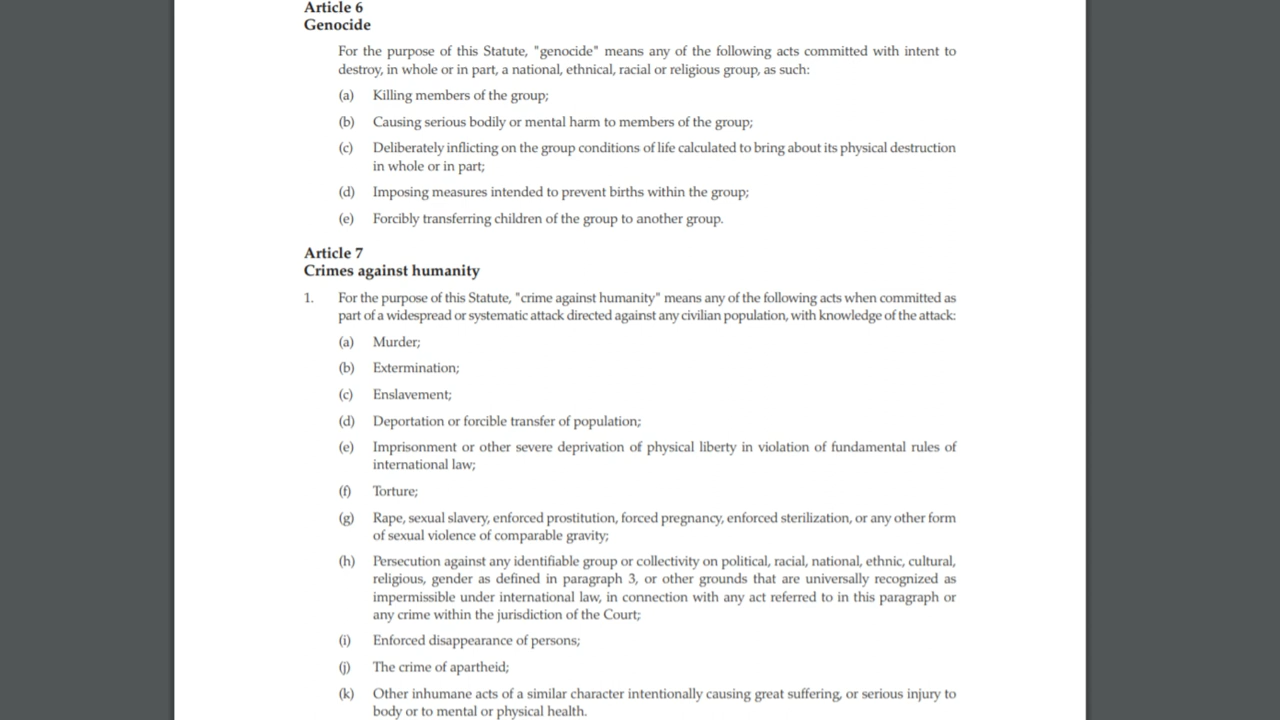 Article 6
Genocide
For the purpose of this Statute, "genocide" means any of the following acts committed with intent to
destroy, in whole or in part, a national, ethnical, racial or religious group, as such:
(a) Killing members of the group;
(b) Causing serious bodily or mental harm to members of the group;
(c) Deliberately inflicting on the group conditions of life calculated to bring about its physical destruction
in whole or in part;
(d) Imposing measures intended to prevent births within the group;
(e) Forcibly transferring children of the group to another group.
Article 7
Crimes against humanity
1. For the purpose of this Statute, "crime against humanity" means any of the following acts when committed as
part of a widespread or systematic attack directed against any civilian population, with knowledge of the attack:
(a) Murder;
(b) Extermination;
(c) Enslavement;
(d) Deportation or forcible transfer of population;
(e) Imprisonment or other severe deprivation of physical liberty in violation of fundamental rules of
international law;
(f) Torture;
(g) Rape, sexual slavery, enforced prostitution, forced pregnancy, enforced sterilization, or any other form
of sexual violence of comparable gravity;
(h) Persecution against any identifiable group or collectivity on political, racial, national, ethnic, cultural,
religious, gender as defined in paragraph 3, or other grounds that are universally recognized as
impermissible under international law, in connection with any act referred to in this paragraph or
any crime within the jurisdiction of the Court;
(i) Enforced disappearance of persons;
(j) The crime of apartheid;
(k) Other inhumane acts of a similar character intentionally causing great suffering, or serious injury to
body or to mental or physical health.